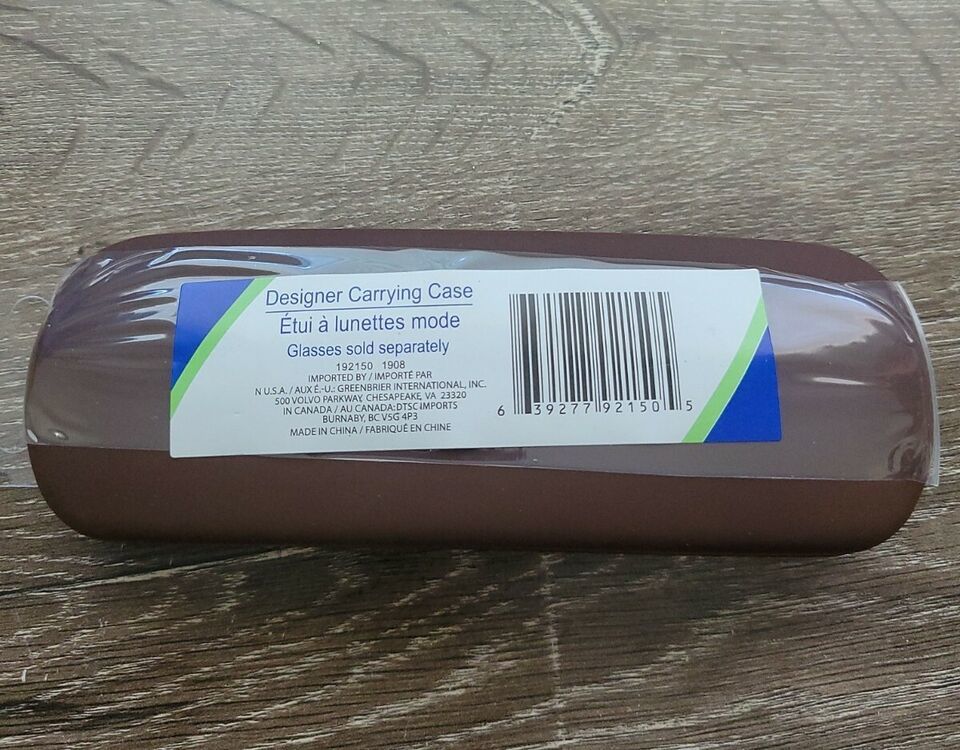 Designer Carrying Case
Étui à lunettes mode
Glasses sold separately
192150 1908
IMPORTED BY / IMPORTÉ PAR
N U.S.A. / AUX É.-U.: GREENBRIER INTERNATIONAL, INC.
500 VOLVO PARKWAY, CHESAPEAKE, VA 23320
IN CANADA / AU CANADA: DTSC IMPORTS
BURNABY, BC V5G 4P3
MADE IN CHINA / FABRIQUÉ EN CHINE
6 39277 92150 5